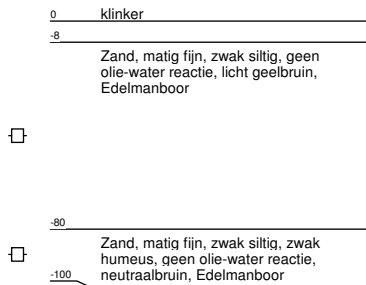 0 klinker
-8
Zand, matig fijn, zwak siltig, geen
olie-water reactie, licht geelbruin,
Edelmanboor
-80
Zand, matig fijn, zwak siltig, zwak
humeus, geen olie-water reactie,
-100 neutraalbruin, Edelmanboor